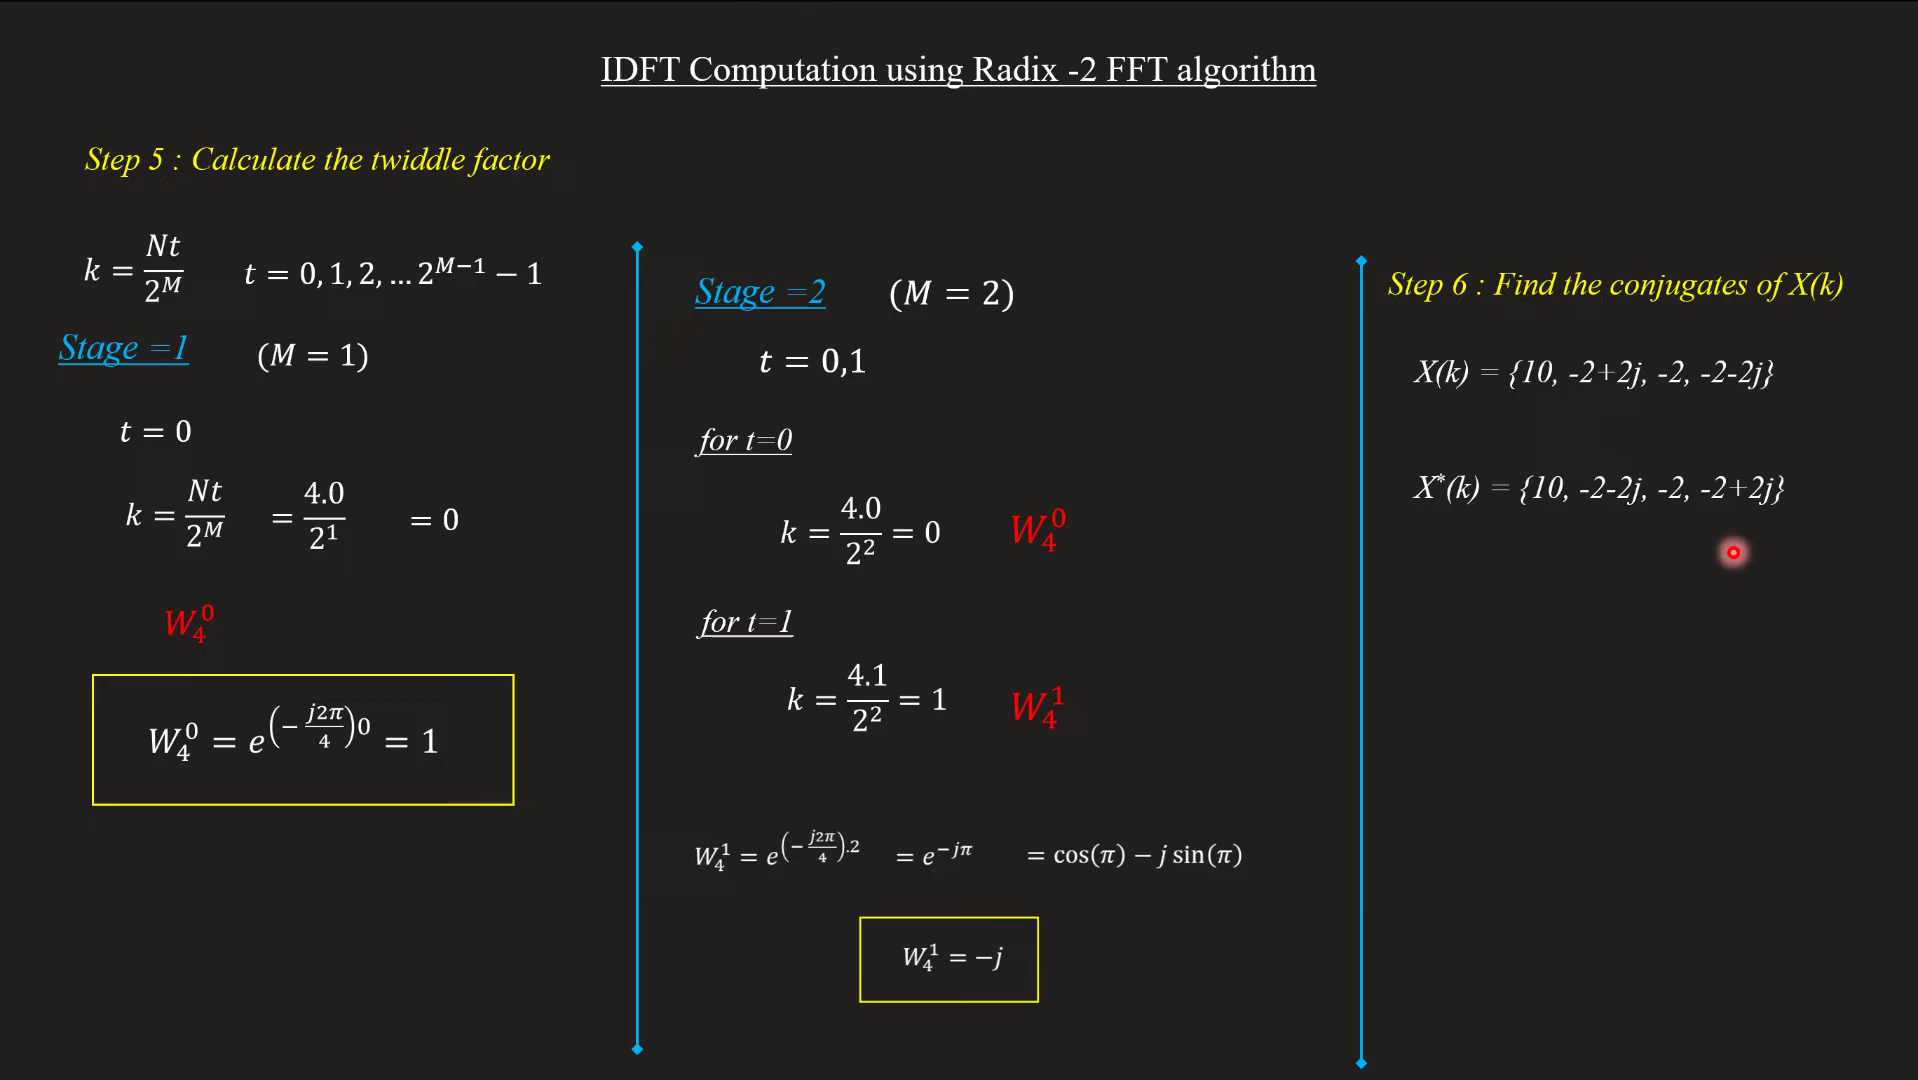 IDFT Computation using Radix -2 FFT algorithm
Step 5 : Calculate the twiddle factor
k = Nt/2^M    t = 0, 1, 2, ... 2^{M−1} − 1
Stage =1    (M = 1)
t = 0
k = Nt/2^M = 4.0/2^1 = 0
W_4^0
W_4^0 = e^{(− j2π/4)0} = 1
Stage =2    (M = 2)
t = 0,1
for t=0
k = 4.0/2^2 = 0    W_4^0
for t=1
k = 4.1/2^2 = 1    W_4^1
W_4^1 = e^{(− j2π/4).2} = e^{−jπ} = cos(π) − j sin(π)
W_4^1 = −j
Step 6 : Find the conjugates of X(k)
X(k) = {10, -2+2j, -2, -2-2j}
X*(k) = {10, -2-2j, -2, -2+2j}